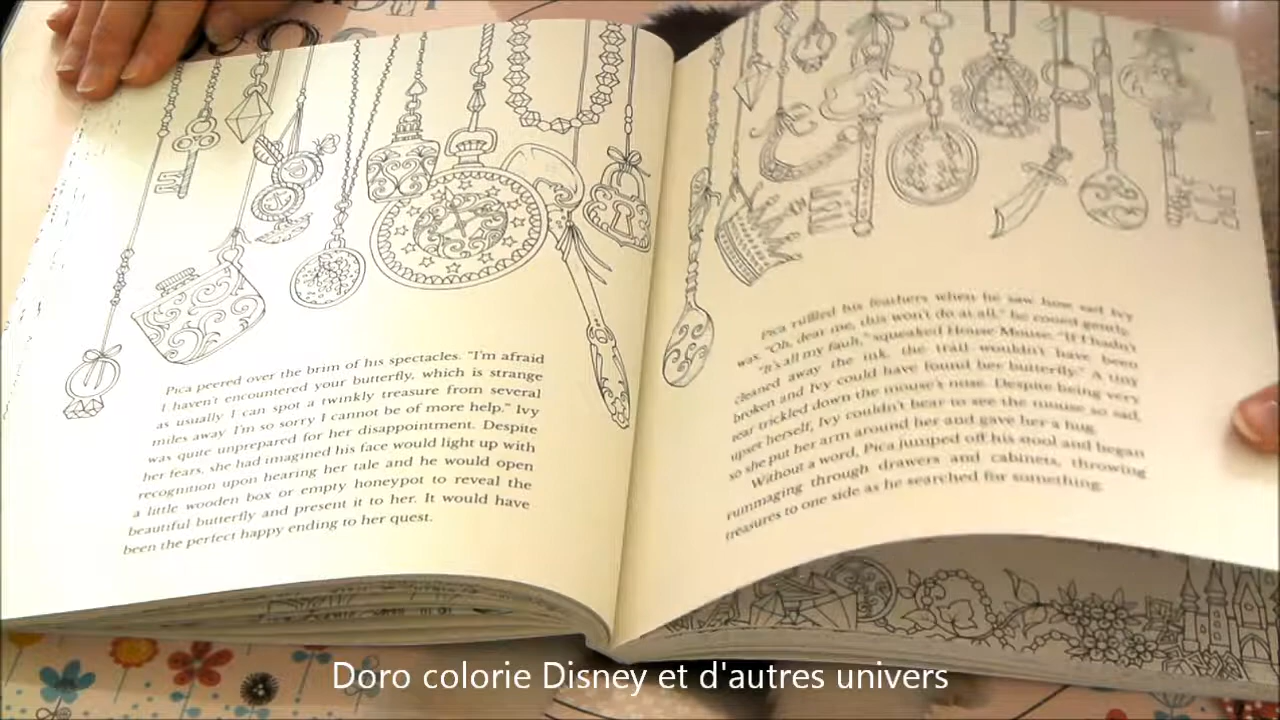 Pica peered over the brim of his spectacles. "I'm afraid
I haven't encountered your butterfly, which is strange
as usually I can spot a twinkly treasure from several
miles away. I'm so sorry I cannot be of more help." Ivy
was quite unprepared for her disappointment. Despite
her fears, she had imagined his face would light up with
recognition upon hearing her tale and he would open
a little wooden box or empty honeypot to reveal the
beautiful butterfly and present it to her. It would have
been the perfect happy ending to her quest.
Pica ruffled his feathers when he saw how sad Ivy
was. "Oh, dear me, this won't do at all," he cooed gently.
"It's all my fault," squeaked House Mouse. "If I hadn't
cleaned away the ink, the trail wouldn't have been
broken and Ivy could have found her butterfly." A tiny
tear trickled down the mouse's nose. Despite being very
upset herself, Ivy couldn't bear to see the mouse so sad,
so she put her arm around her and gave her a hug.
Without a word, Pica jumped off his stool and began
rummaging through drawers and cabinets, throwing
treasures to one side as he searched for something.
Doro colorie Disney et d'autres univers